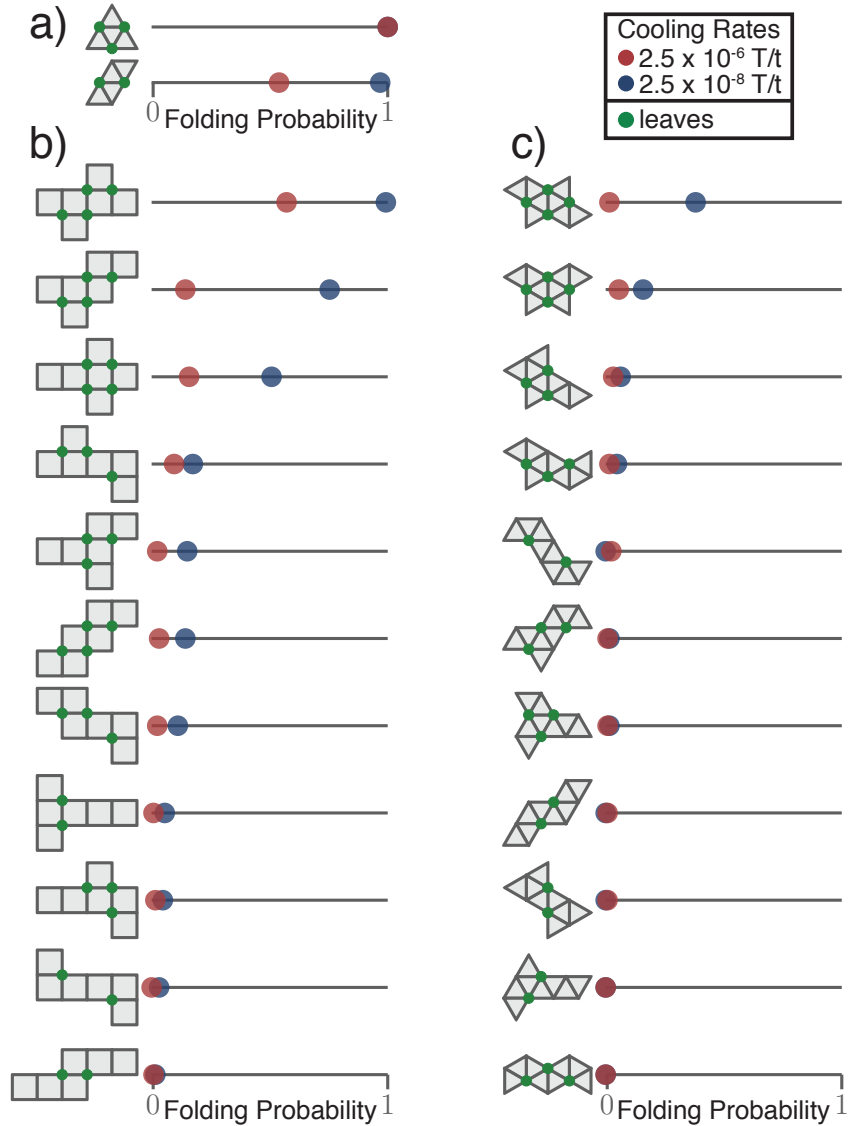 a)
0 Folding Probability 1
Cooling Rates
2.5 x 10⁻⁶ T/t
2.5 x 10⁻⁸ T/t
leaves
b)
0 Folding Probability 1
c)
0 Folding Probability 1